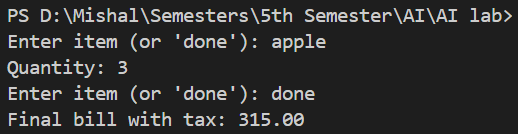 PS D:\Mishal\Semesters\5th Semester\AI\AI lab>
Enter item (or 'done'): apple
Quantity: 3
Enter item (or 'done'): done
Final bill with tax: 315.00